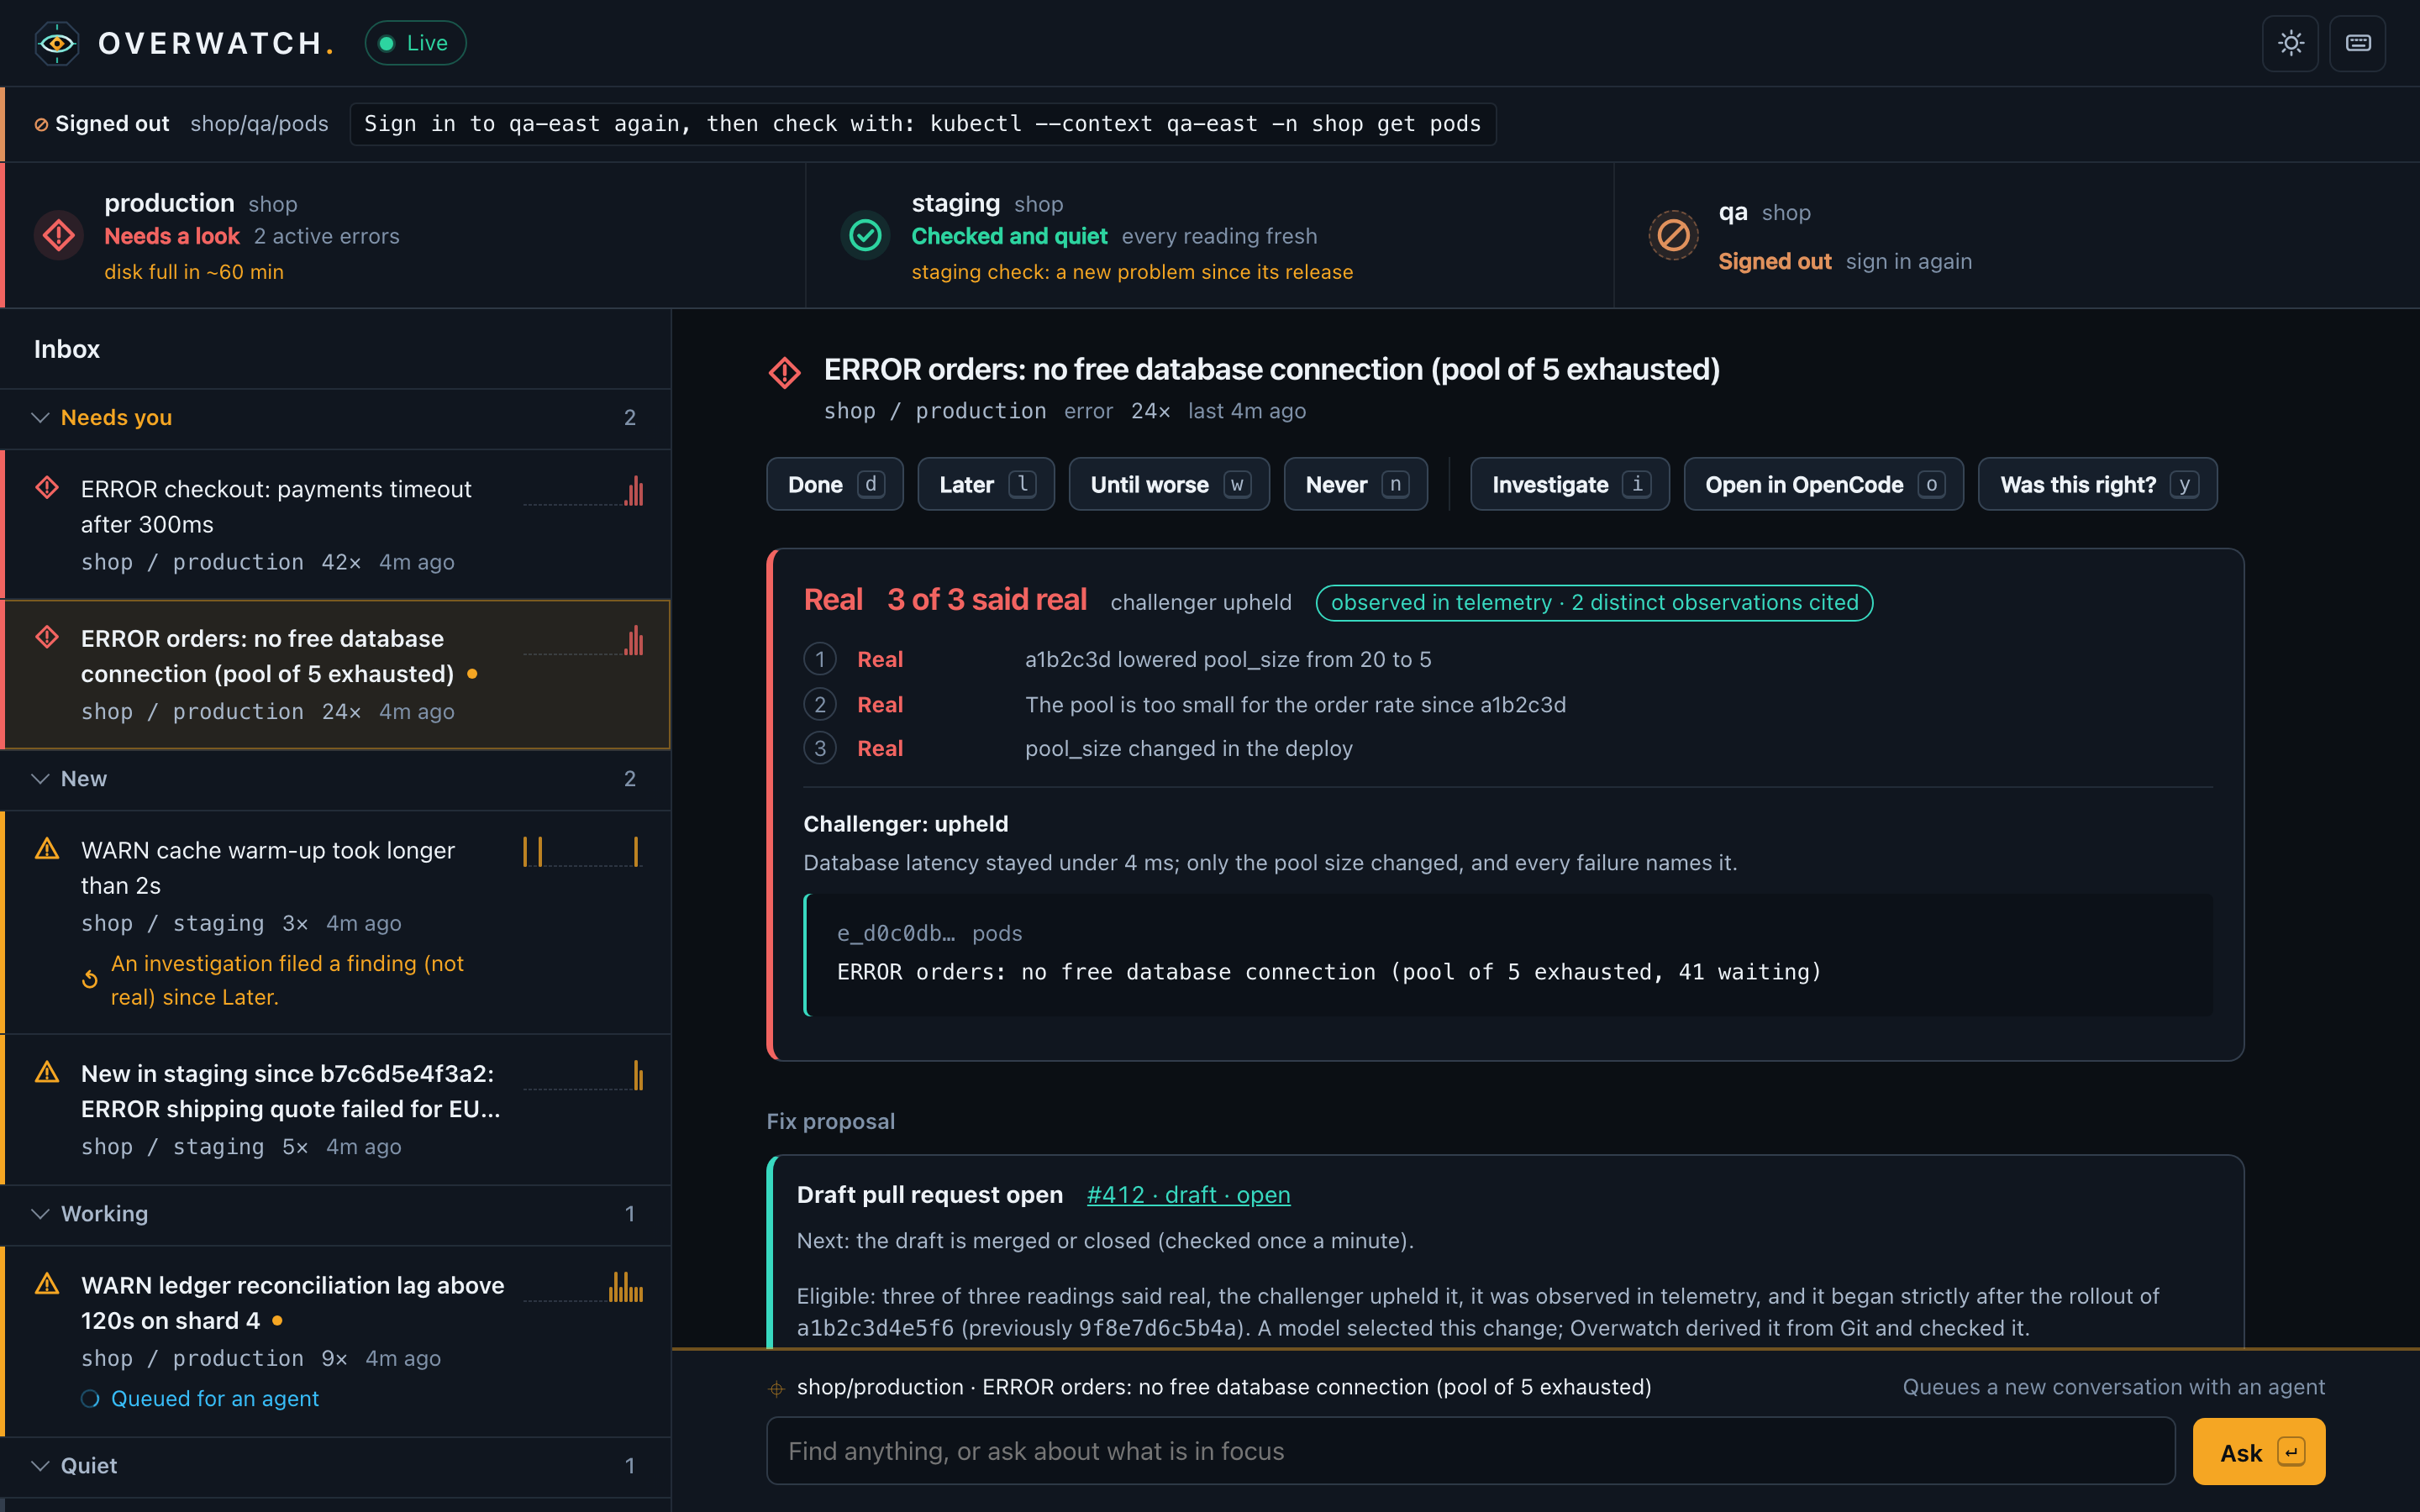 OVERWATCH.
Live
Signed out shop/qa/pods Sign in to qa-east again, then check with: kubectl --context qa-east -n shop get pods
production shop
Needs a look 2 active errors
disk full in ~60 min
staging shop
Checked and quiet every reading fresh
staging check: a new problem since its release
qa shop
Signed out sign in again
Inbox
Needs you 2
ERROR checkout: payments timeout
after 300ms
shop / production 42× 4m ago
ERROR orders: no free database
connection (pool of 5 exhausted)
shop / production 24× 4m ago
New 2
WARN cache warm-up took longer
than 2s
shop / staging 3× 4m ago
An investigation filed a finding (not
real) since Later.
New in staging since b7c6d5e4f3a2:
ERROR shipping quote failed for EU...
shop / staging 5× 4m ago
Working 1
WARN ledger reconciliation lag above
120s on shard 4
shop / production 9× 4m ago
Queued for an agent
Quiet 1
ERROR orders: no free database connection (pool of 5 exhausted)
shop / production error 24× last 4m ago
Done d Later l Until worse w Never n Investigate i Open in OpenCode o Was this right? y
Real 3 of 3 said real challenger upheld observed in telemetry · 2 distinct observations cited
1 Real a1b2c3d lowered pool_size from 20 to 5
2 Real The pool is too small for the order rate since a1b2c3d
3 Real pool_size changed in the deploy
Challenger: upheld
Database latency stayed under 4 ms; only the pool size changed, and every failure names it.
e_d0c0db… pods
ERROR orders: no free database connection (pool of 5 exhausted, 41 waiting)
Fix proposal
Draft pull request open #412 · draft · open
Next: the draft is merged or closed (checked once a minute).
Eligible: three of three readings said real, the challenger upheld it, it was observed in telemetry, and it began strictly after the rollout of
a1b2c3d4e5f6 (previously 9f8e7d6c5b4a). A model selected this change; Overwatch derived it from Git and checked it.
shop/production · ERROR orders: no free database connection (pool of 5 exhausted)
Queues a new conversation with an agent
Find anything, or ask about what is in focus
Ask ↵